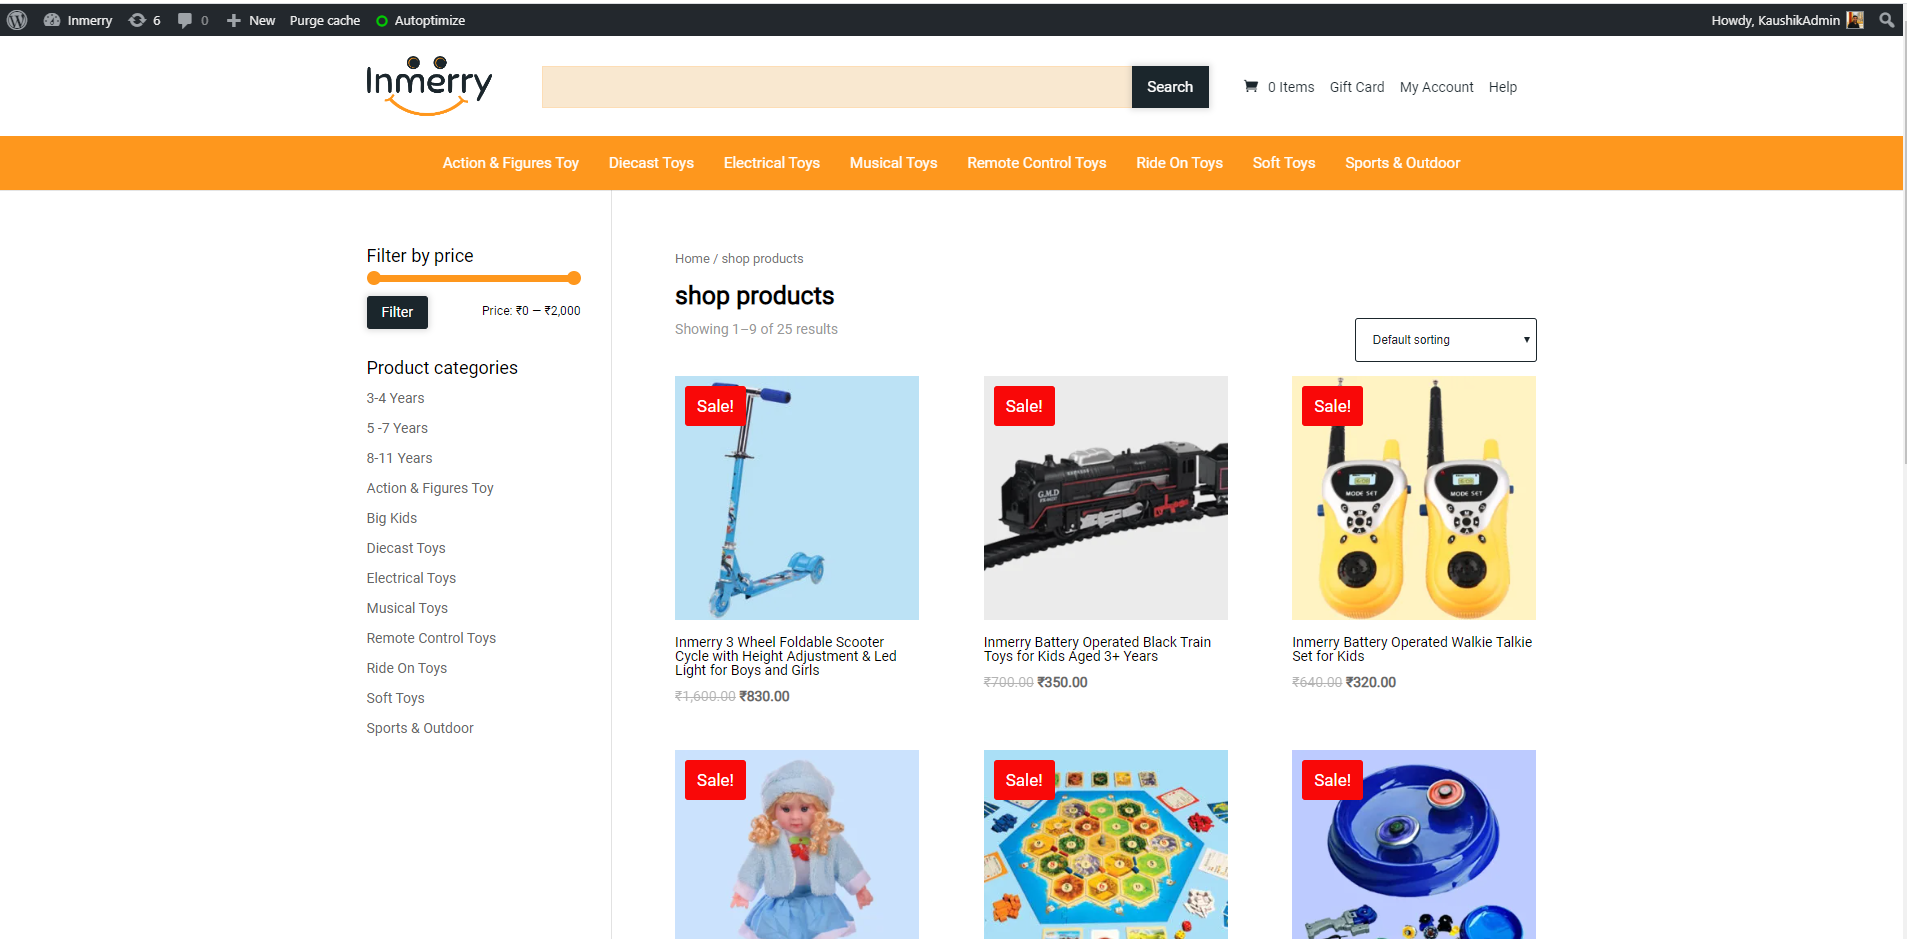 Inmerry 6 0 New Purge cache Autoptimize Howdy, KaushikAdmin
Inmerry
Search
0 Items Gift Card My Account Help
Action & Figures Toy Diecast Toys Electrical Toys Musical Toys Remote Control Toys Ride On Toys Soft Toys Sports & Outdoor
Filter by price
Filter
Price: ₹0 — ₹2,000
Product categories
3-4 Years
5 -7 Years
8-11 Years
Action & Figures Toy
Big Kids
Diecast Toys
Electrical Toys
Musical Toys
Remote Control Toys
Ride On Toys
Soft Toys
Sports & Outdoor
Home / shop products
shop products
Showing 1–9 of 25 results
Default sorting
Sale!
Inmerry 3 Wheel Foldable Scooter
Cycle with Height Adjustment & Led
Light for Boys and Girls
₹1,600.00 ₹830.00
Sale!
G.M.D
Inmerry Battery Operated Black Train
Toys for Kids Aged 3+ Years
₹700.00 ₹350.00
Sale!
MODE SET
MODE SET
Inmerry Battery Operated Walkie Talkie
Set for Kids
₹640.00 ₹320.00
Sale!
Sale!
Sale!